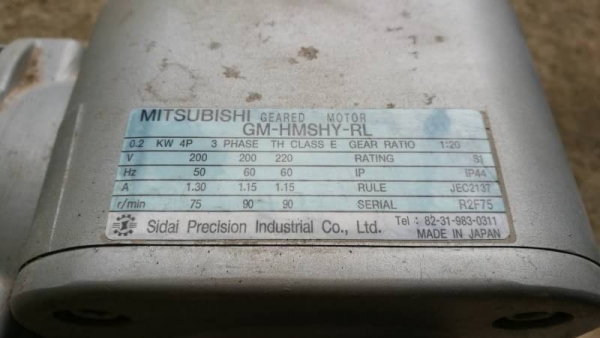 MITSUBISHI GEARED MOTOR
GM-HMSHY-RL
0.2 KW 4P 3 PHASE TH CLASS E GEAR RATIO 1:20
V 200 200 220 RATING S1
Hz 50 60 60 IP IP44
A 1.30 1.15 1.15 RULE JEC2137
r/min 75 90 90 SERIAL R2F75
Sidai Precision Industrial Co., Ltd. Tel : 82-31-983-0311
MADE IN JAPAN